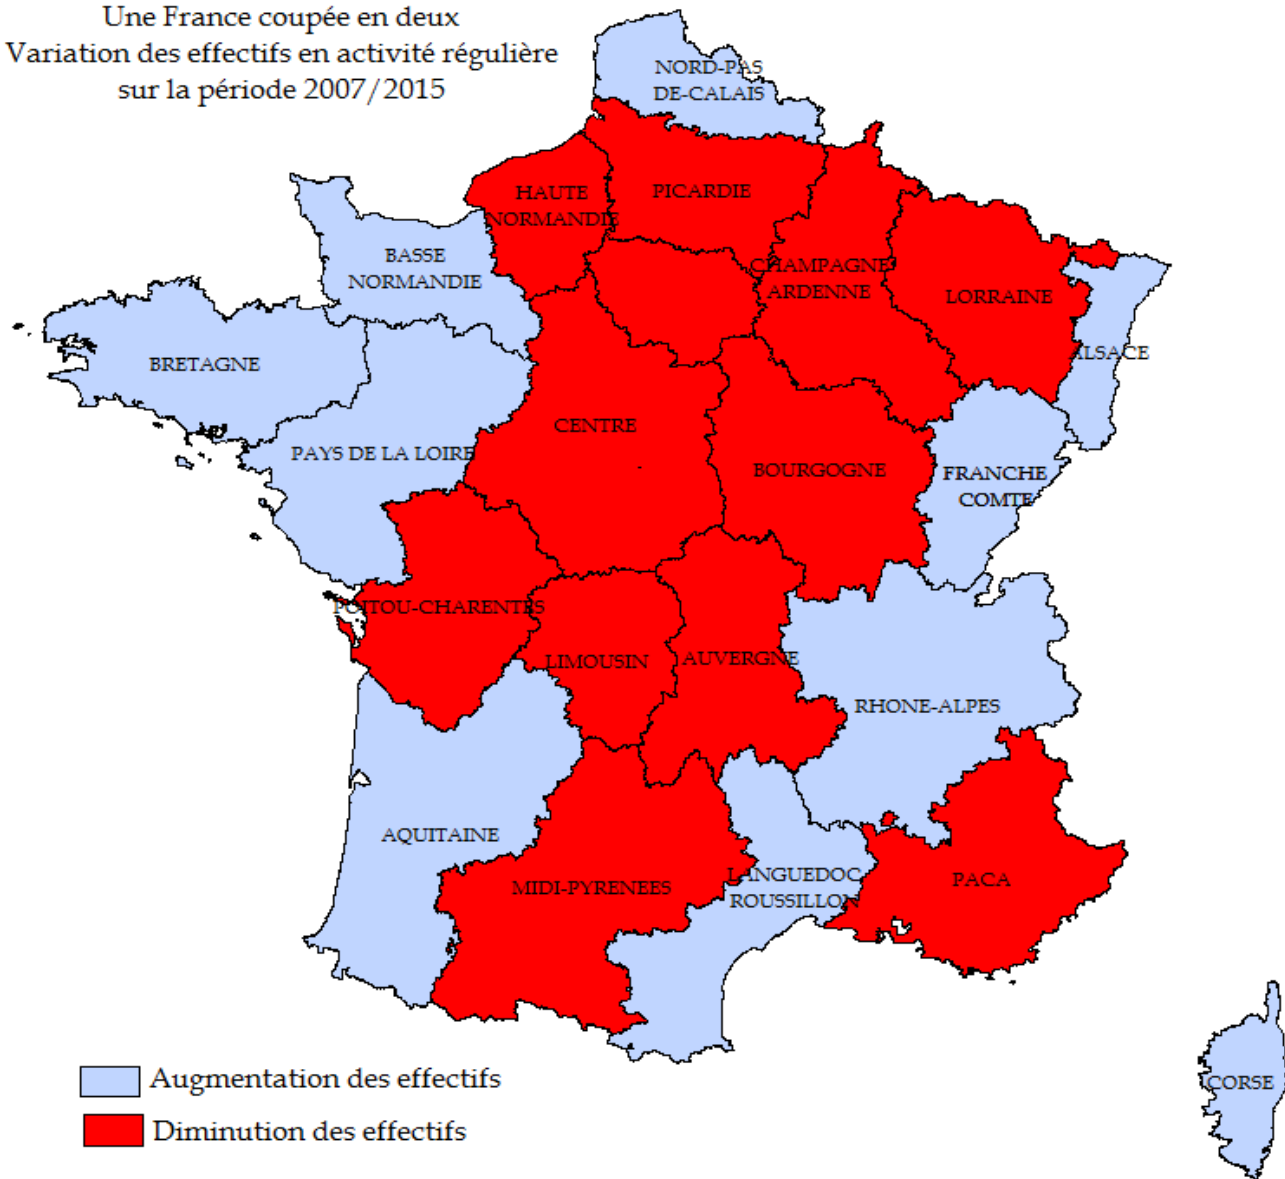 Une France coupée en deux
Variation des effectifs en activité régulière
sur la période 2007/2015
NORD-PAS
DE-CALAIS
HAUTE
NORMANDIE
PICARDIE
BASSE
NORMANDIE
CHAMPAGNE
ARDENNE
LORRAINE
ALSACE
BRETAGNE
PAYS DE LA LOIRE
CENTRE
BOURGOGNE
FRANCHE
COMTE
POITOU-CHARENTES
LIMOUSIN
AUVERGNE
RHONE-ALPES
AQUITAINE
MIDI-PYRENEES
LANGUEDOC
ROUSSILLON
PACA
CORSE
Augmentation des effectifs
Diminution des effectifs